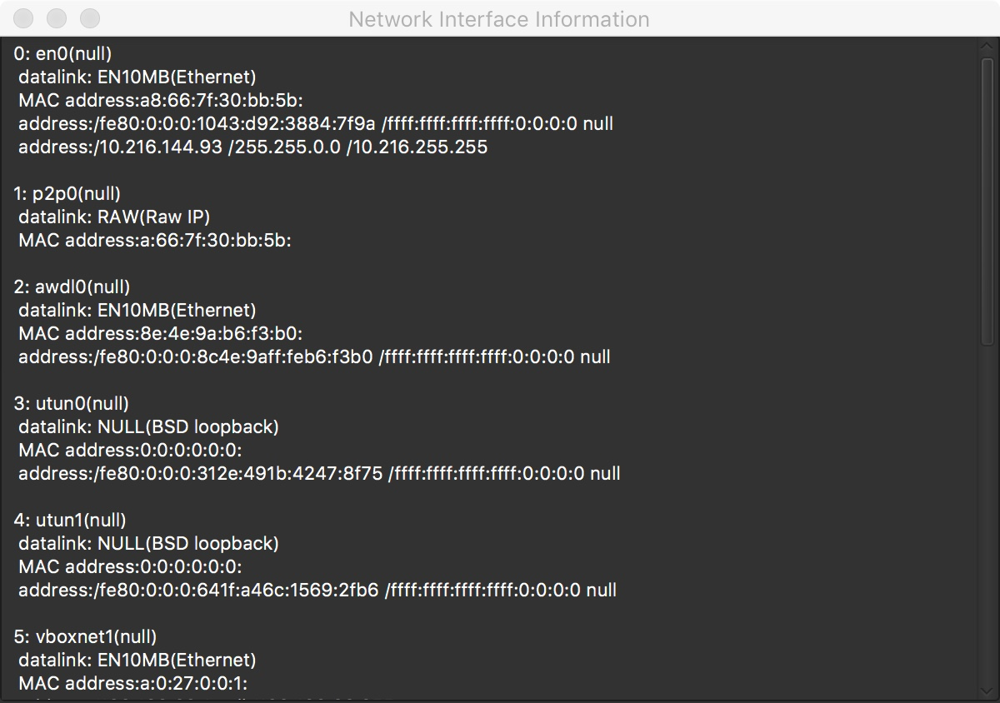 Network Interface Information
0: en0(null)
datalink: EN10MB(Ethernet)
MAC address:a8:66:7f:30:bb:5b:
address:/fe80:0:0:0:1043:d92:3884:7f9a /ffff:ffff:ffff:ffff:0:0:0:0 null
address:/10.216.144.93 /255.255.0.0 /10.216.255.255
1: p2p0(null)
datalink: RAW(Raw IP)
MAC address:a:66:7f:30:bb:5b:
2: awdl0(null)
datalink: EN10MB(Ethernet)
MAC address:8e:4e:9a:b6:f3:b0:
address:/fe80:0:0:0:8c4e:9aff:feb6:f3b0 /ffff:ffff:ffff:ffff:0:0:0:0 null
3: utun0(null)
datalink: NULL(BSD loopback)
MAC address:0:0:0:0:0:0:
address:/fe80:0:0:0:312e:491b:4247:8f75 /ffff:ffff:ffff:ffff:0:0:0:0 null
4: utun1(null)
datalink: NULL(BSD loopback)
MAC address:0:0:0:0:0:0:
address:/fe80:0:0:0:641f:a46c:1569:2fb6 /ffff:ffff:ffff:ffff:0:0:0:0 null
5: vboxnet1(null)
datalink: EN10MB(Ethernet)
MAC address:a:0:27:0:0:1: